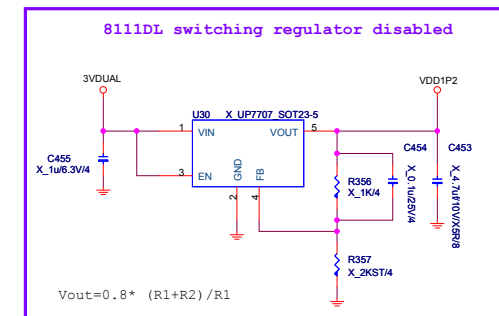 8111DL switching regulator disabled
3VDUAL
VDD1P2
U30 X_UP7707_SOT23-5
1 VIN VOUT 5
3 EN
GND
FB
2
4
C455
X_1u/6.3V/4
R356
X_1K/4
C454
X_0.1u/25V/4
C453
X_4.7uf/10V/X5R/8
R357
X_2KST/4
Vout=0.8* (R1+R2)/R1